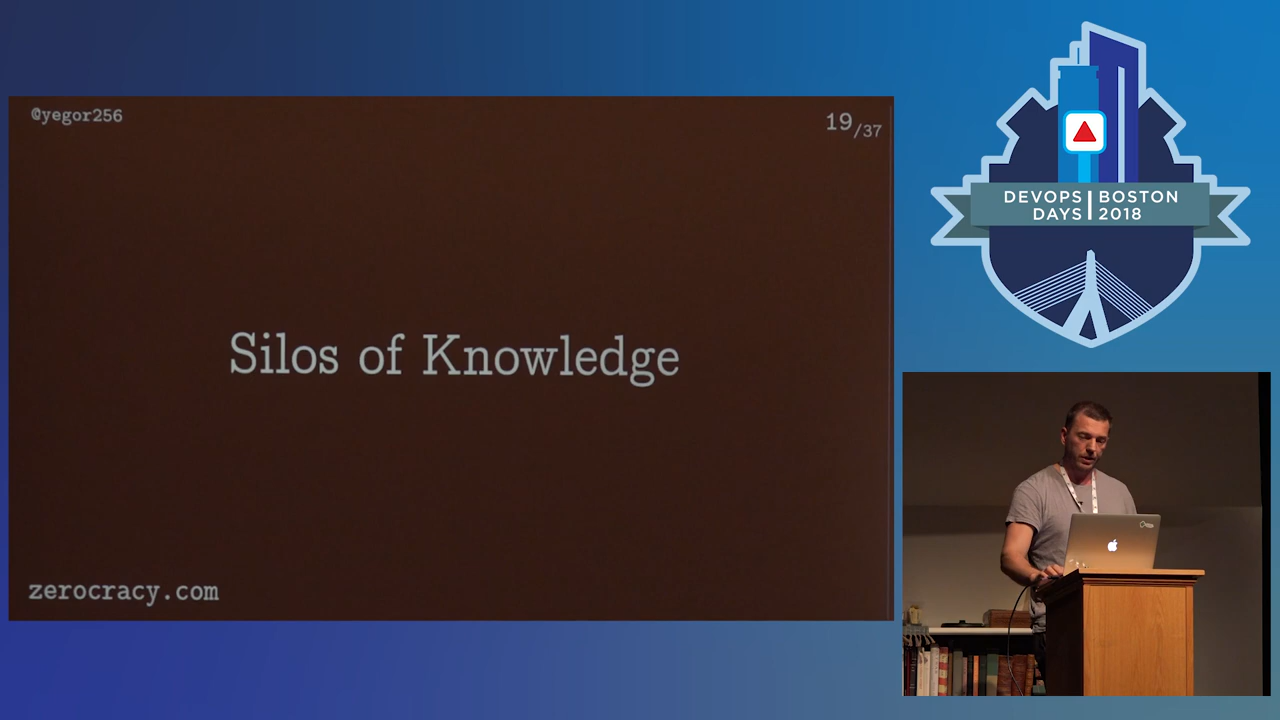 @yegor256
19/37
Silos of Knowledge
zerocracy.com
DEVOPS BOSTON
DAYS 2018